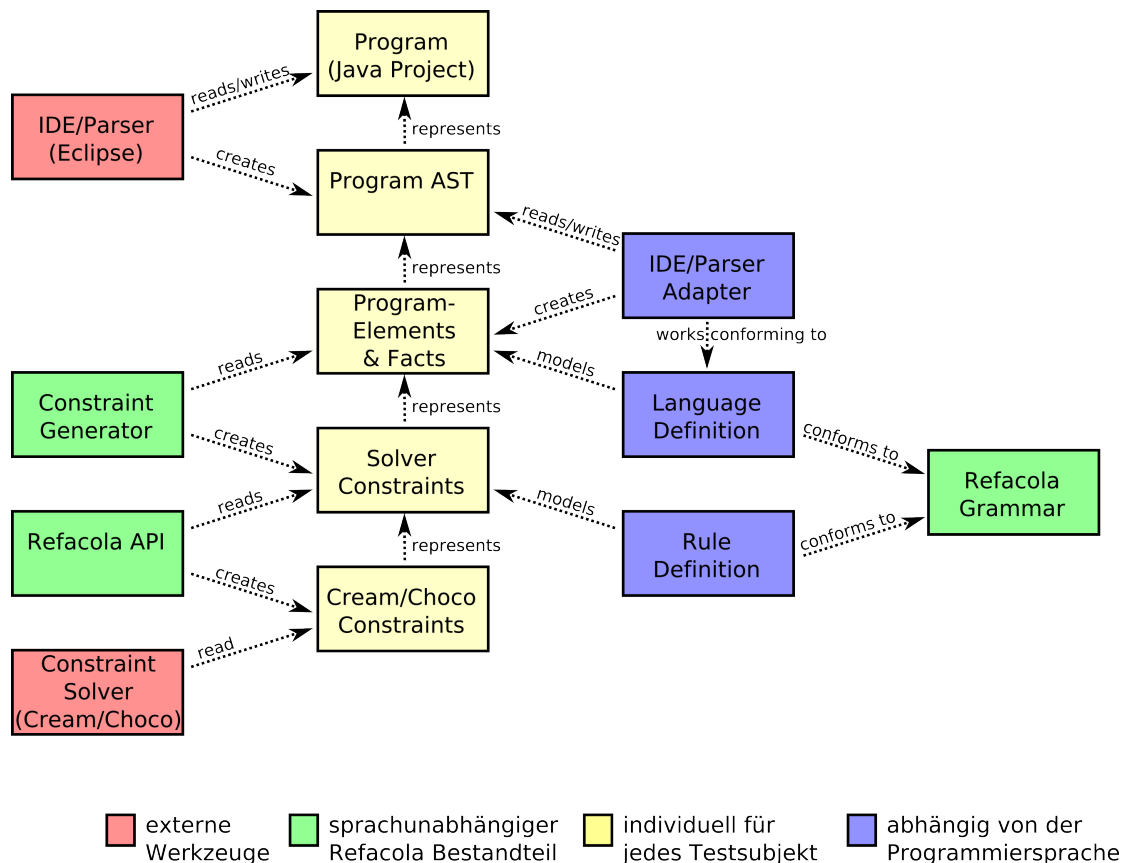 Program
(Java Project)
reads/writes
IDE/Parser
(Eclipse)
represents
creates
Program AST
reads/writes
IDE/Parser
Adapter
represents
creates
Program-
Elements
& Facts
works conforming to
reads
models
Constraint
Generator
represents
Language
Definition
creates
conforms to
Solver
Constraints
Refacola
Grammar
reads
models
Refacola API
represents
Rule
Definition
conforms to
creates
Cream/Choco
Constraints
read
Constraint
Solver
(Cream/Choco)
externe
Werkzeuge
sprachunabhängiger
Refacola Bestandteil
individuell für
jedes Testsubjekt
abhängig von der
Programmiersprache